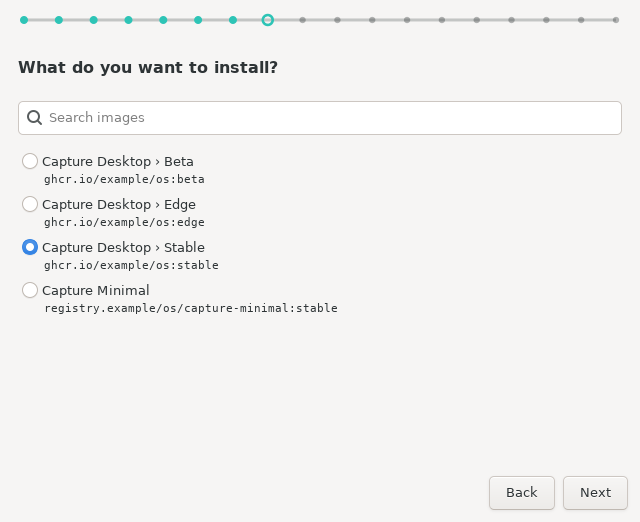 What do you want to install?
Search images
Capture Desktop › Beta
ghcr.io/example/os:beta
Capture Desktop › Edge
ghcr.io/example/os:edge
Capture Desktop › Stable
ghcr.io/example/os:stable
Capture Minimal
registry.example/os/capture-minimal:stable
Back Next